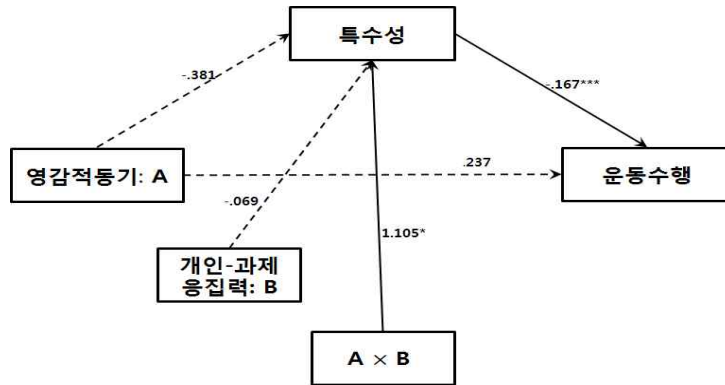 특수성
-.381
-.167***
영감적동기: A
.237
운동수행
-.069
개인-과제
응집력: B
1.105*
A × B